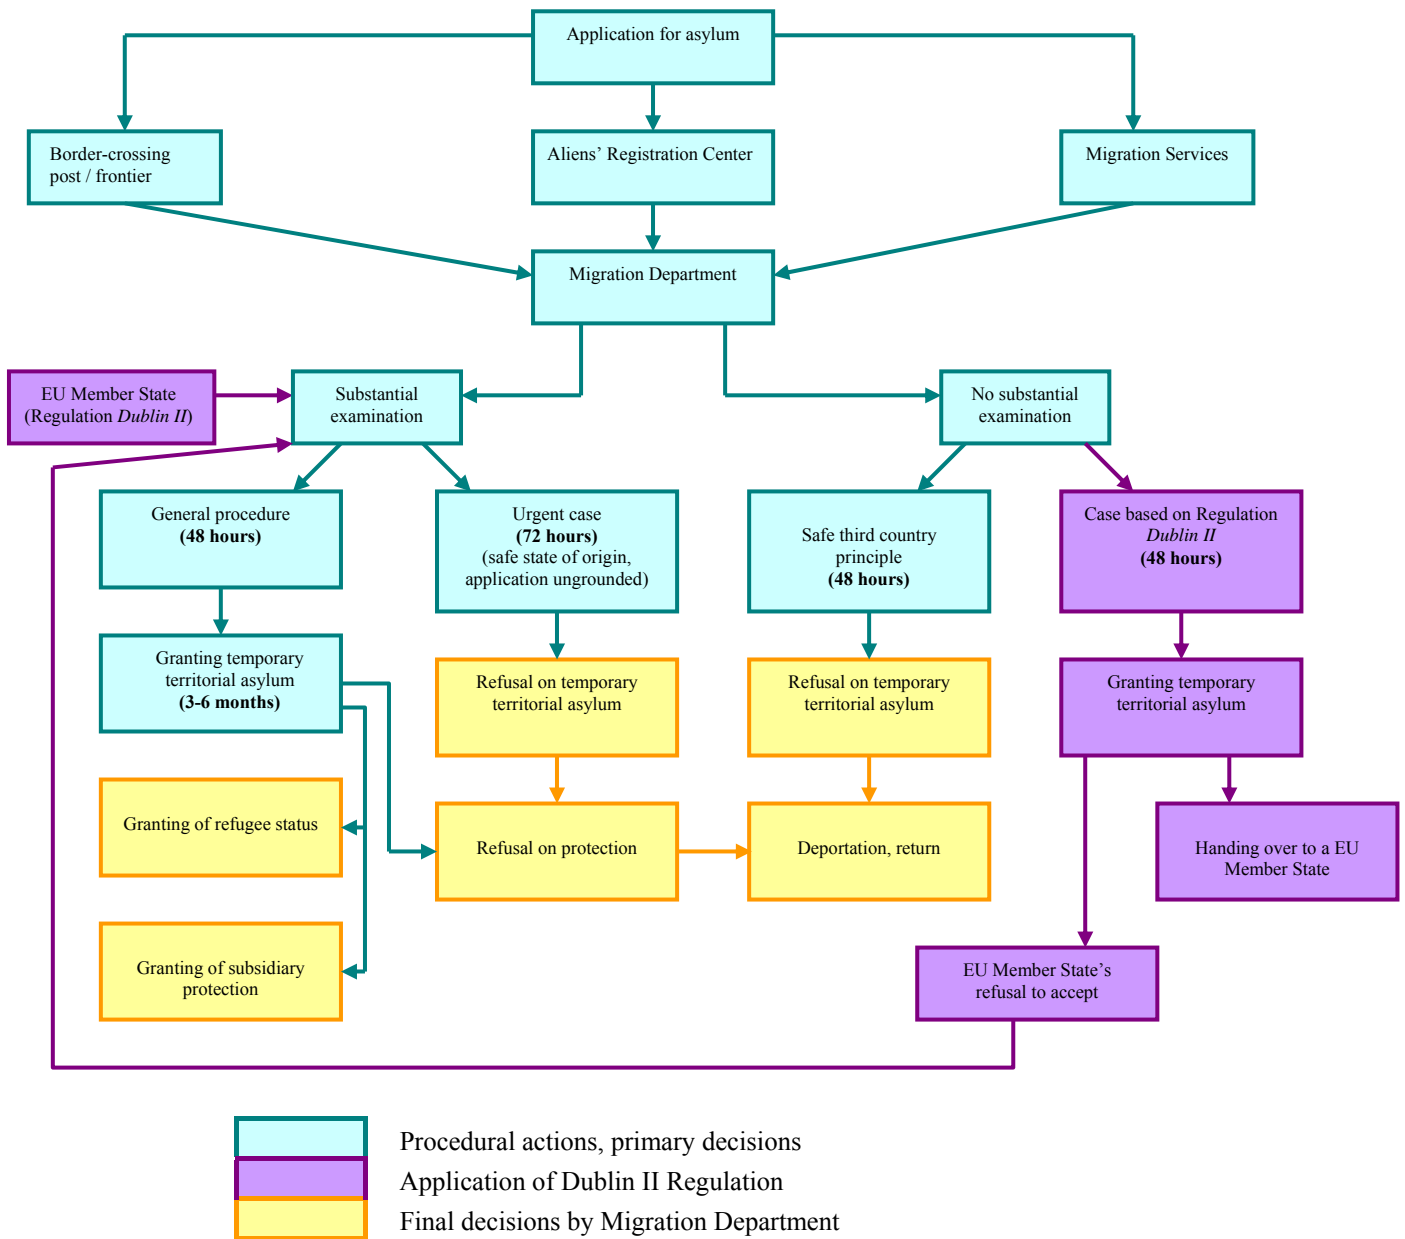 Application for asylum
Border-crossing
post / frontier
Aliens’ Registration Center
Migration Services
Migration Department
EU Member State
(Regulation Dublin II)
Substantial
examination
No substantial
examination
General procedure
(48 hours)
Urgent case
(72 hours)
(safe state of origin,
application ungrounded)
Safe third country
principle
(48 hours)
Case based on Regulation
Dublin II
(48 hours)
Granting temporary
territorial asylum
(3-6 months)
Refusal on temporary
territorial asylum
Refusal on temporary
territorial asylum
Granting temporary
territorial asylum
Granting of refugee status
Refusal on protection
Deportation, return
Handing over to a EU
Member State
Granting of subsidiary
protection
EU Member State’s
refusal to accept
Procedural actions, primary decisions
Application of Dublin II Regulation
Final decisions by Migration Department